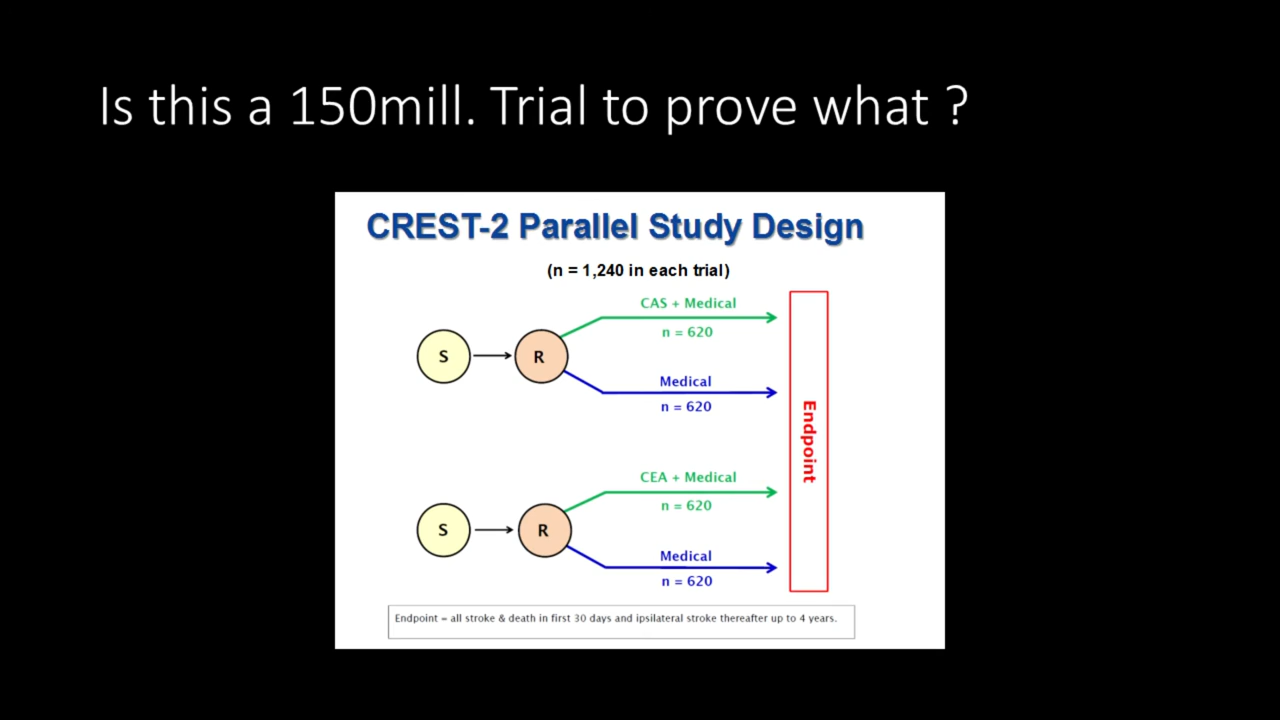 Is this a 150mill. Trial to prove what ?
CREST-2 Parallel Study Design
(n = 1,240 in each trial)
CAS + Medical
n = 620
S
R
Medical
n = 620
Endpoint
CEA + Medical
n = 620
S
R
Medical
n = 620
Endpoint = all stroke & death in first 30 days and ipsilateral stroke thereafter up to 4 years.